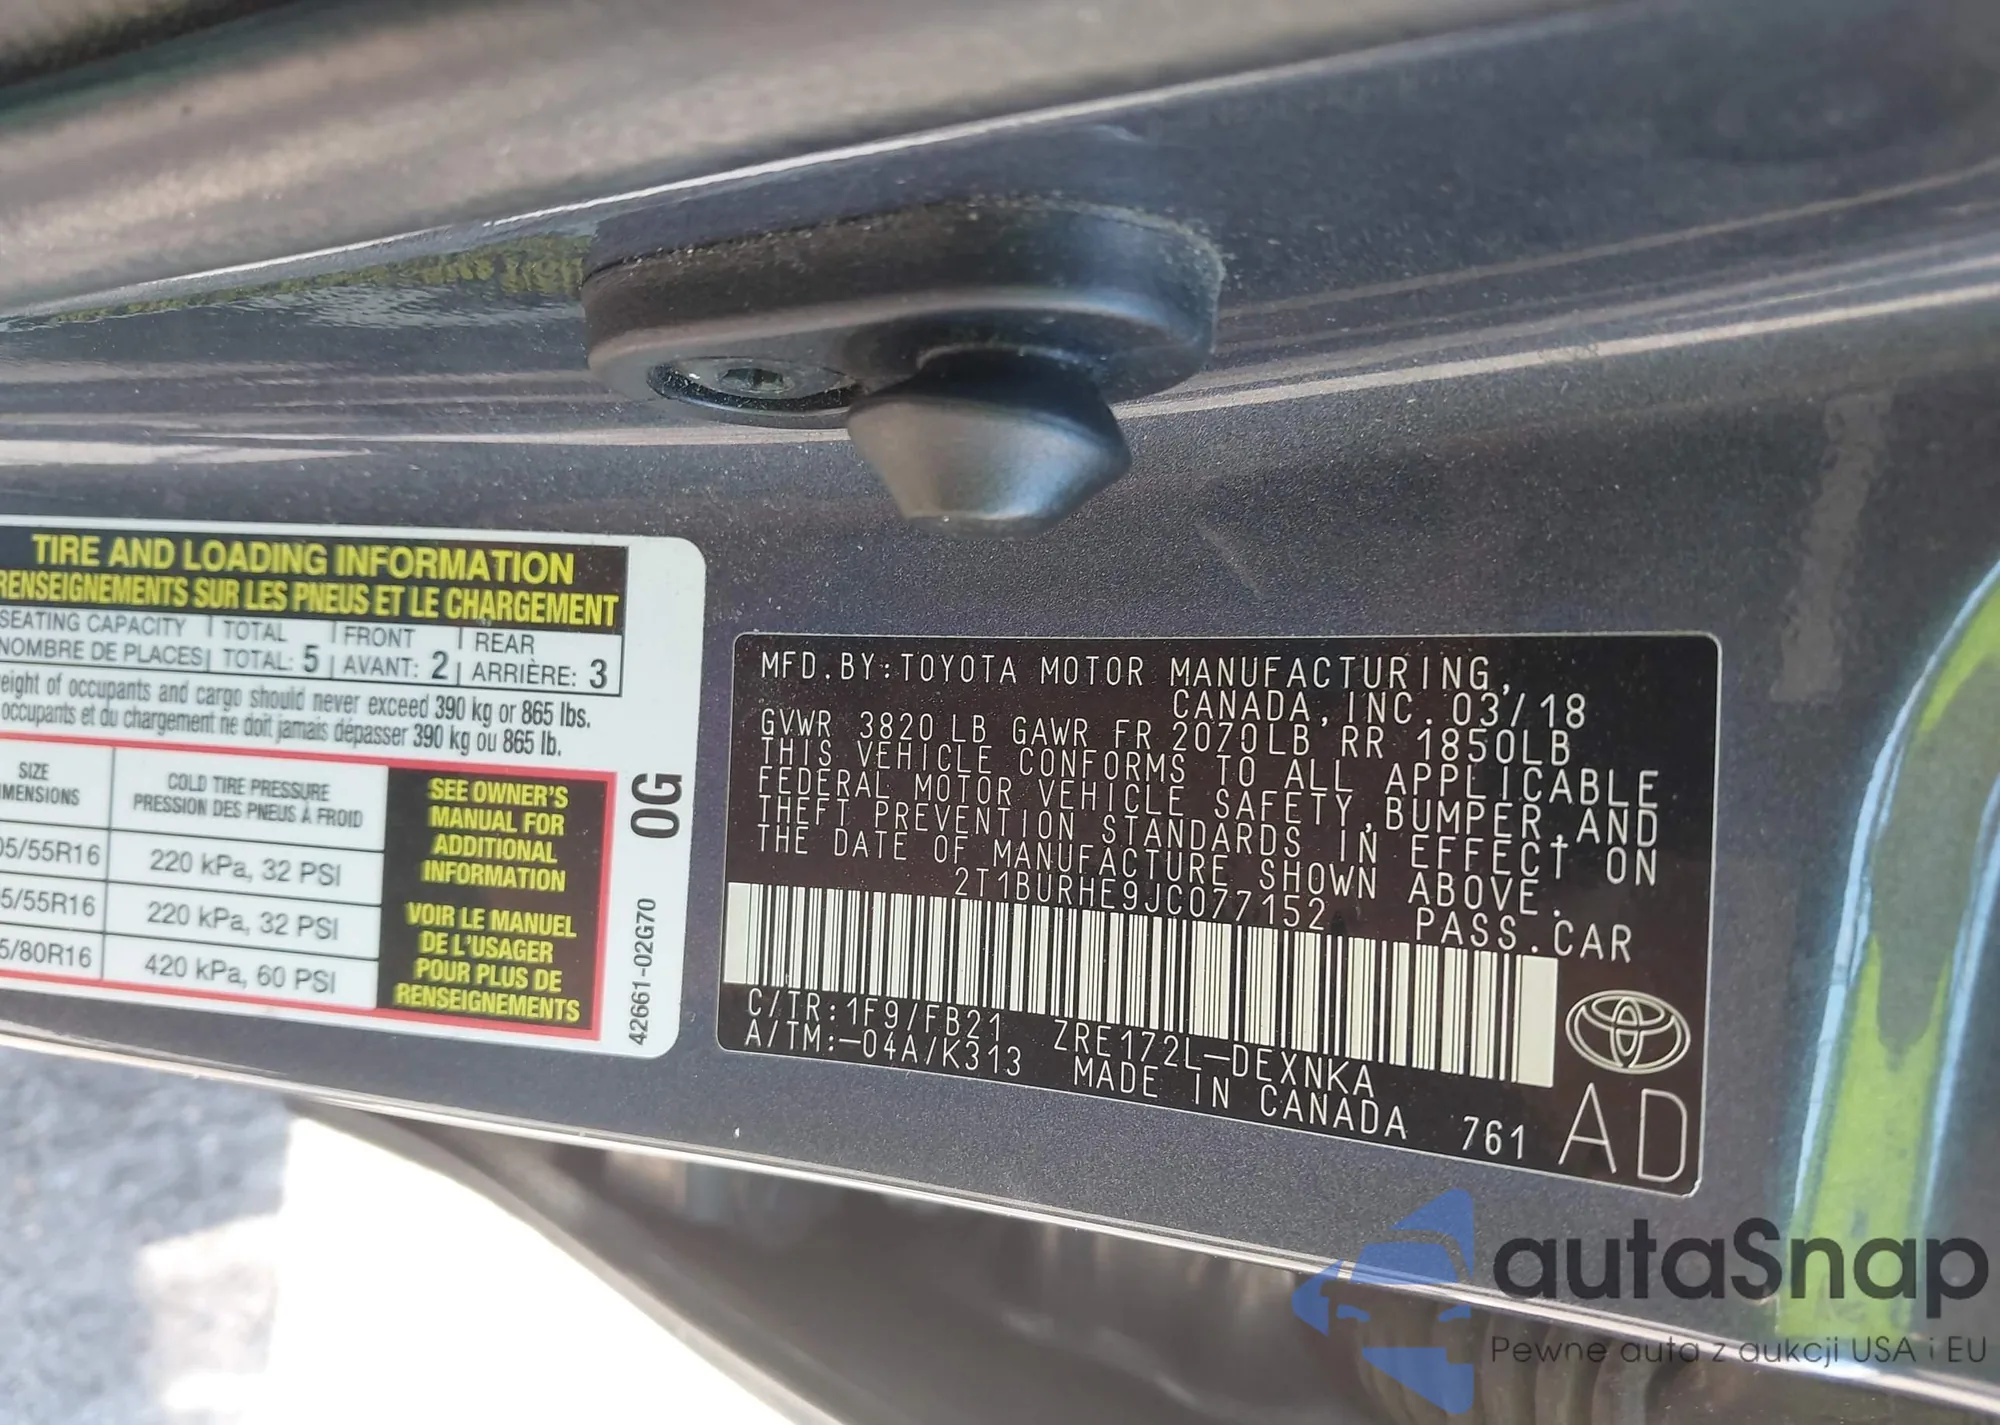 TIRE AND LOADING INFORMATION
RENSEIGNEMENTS SUR LES PNEUS ET LE CHARGEMENT
SEATING CAPACITY TOTAL FRONT REAR
NOMBRE DE PLACES TOTAL: 5 AVANT: 2 ARRIÈRE: 3
of occupants and cargo should never exceed 390 kg or 865 lbs.
occupants et du chargement ne doit jamais dépasser 390 kg ou 865 lb.
SIZE
COLD TIRE PRESSURE
PRESSION DES PNEUS À FROID
5/55R16 220 kPa, 32 PSI
5/55R16 220 kPa, 32 PSI
5/80R16 420 kPa, 60 PSI
SEE OWNER'S
MANUAL FOR
ADDITIONAL
INFORMATION
VOIR LE MANUEL
DE L'USAGER
POUR PLUS DE
RENSEIGNEMENTS
0G
42661-02G70
MFD.BY:TOYOTA MOTOR MANUFACTURING,
CANADA,INC. 03/18
GVWR 3820 LB GAWR FR 2070LB RR 1850LB
THIS VEHICLE CONFORMS TO ALL APPLICABLE
FEDERAL MOTOR VEHICLE SAFETY,BUMPER,AND
THEFT PREVENTION STANDARDS IN EFFECT ON
THE DATE OF MANUFACTURE SHOWN ABOVE.
2T1BURHE9JC077152 PASS.CAR
C/TR:1F9/FB21 ZRE172L-DEXNKA
A/TM:-04A/K313 MADE IN CANADA 761
AD
autaSnap
Pewne auta z aukcji USA i EU